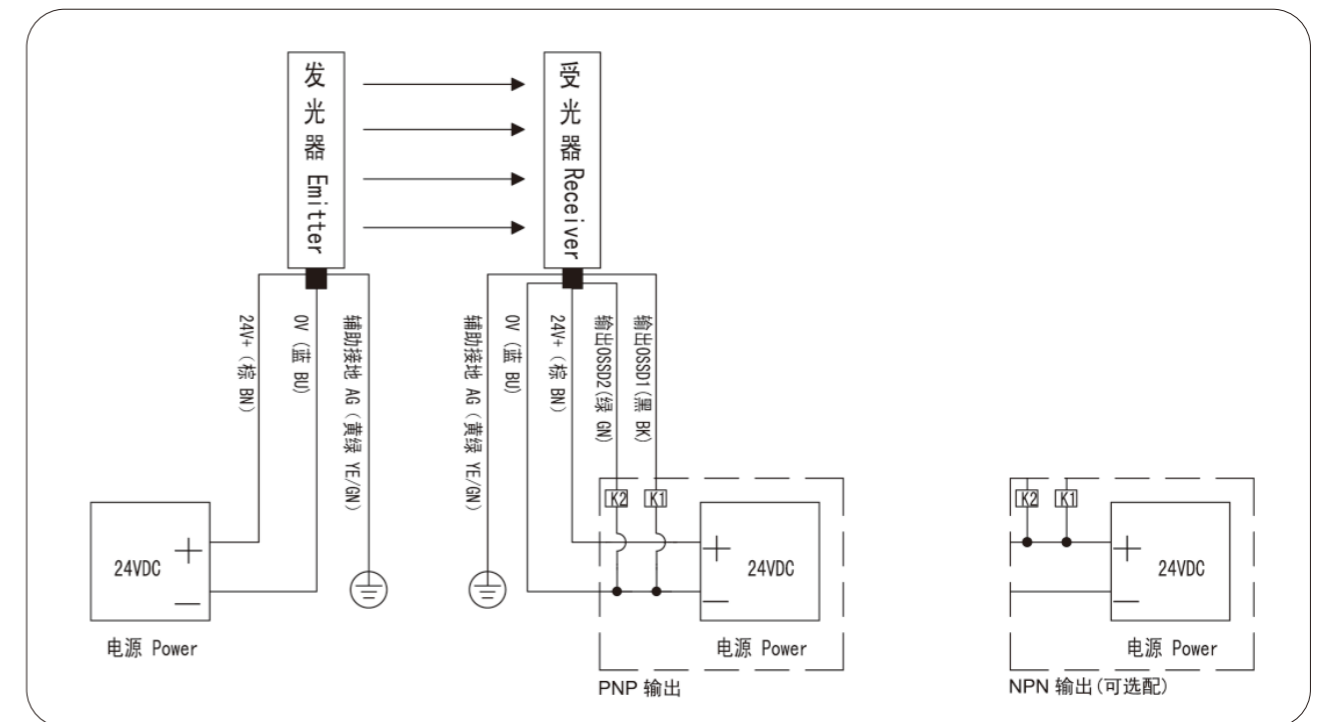 发光器 Emitter
受光器 Receiver
24V+ (棕 BN)
0V (蓝 BU)
辅助接地 AG (黄绿 YE/GN)
辅助接地 AG (黄绿 YE/GN)
0V (蓝 BU)
24V+ (棕 BN)
输出OSSD2(绿 GN)
输出OSSD1(黑 BK)
K2
K1
K2
K1
24VDC
+
—
24VDC
+
—
24VDC
+
—
电源 Power
电源 Power
电源 Power
PNP 输出
NPN 输出(可选配)